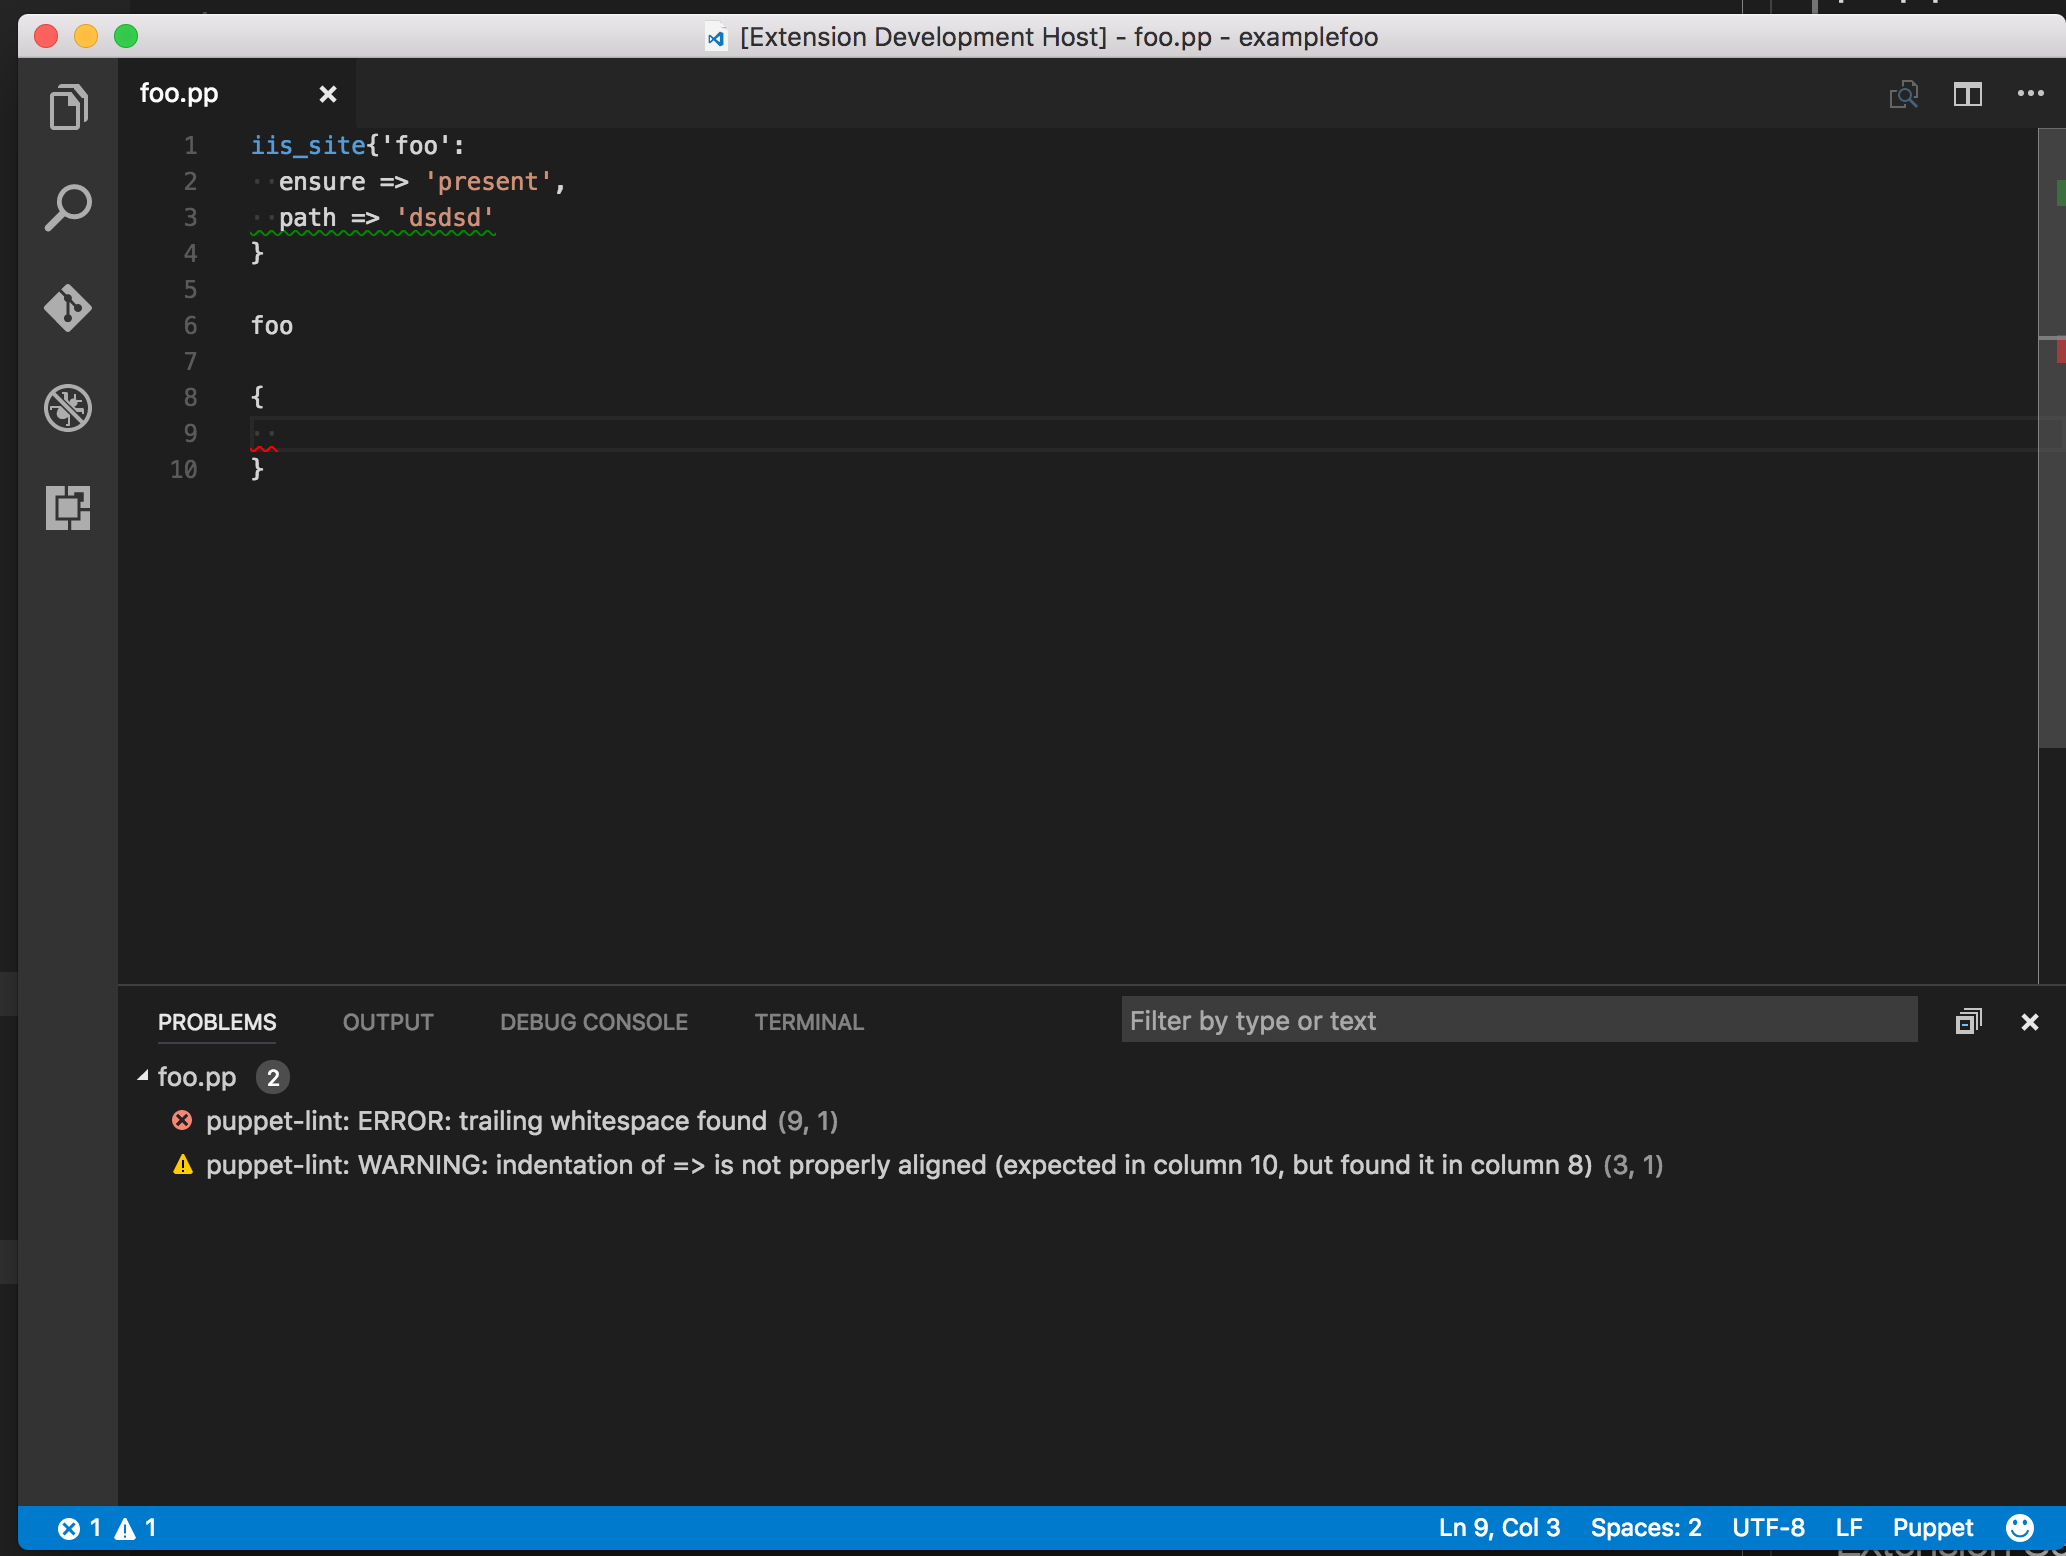 [Extension Development Host] - foo.pp - examplefoo
foo.pp
1 iis_site{'foo':
2 ensure => 'present',
3 path => 'dsdsd'
4 }
5
6 foo
7
8 {
9
10 }
PROBLEMS OUTPUT DEBUG CONSOLE TERMINAL Filter by type or text
foo.pp 2
puppet-lint: ERROR: trailing whitespace found (9, 1)
puppet-lint: WARNING: indentation of => is not properly aligned (expected in column 10, but found it in column 8) (3, 1)
1 1 Ln 9, Col 3 Spaces: 2 UTF-8 LF Puppet